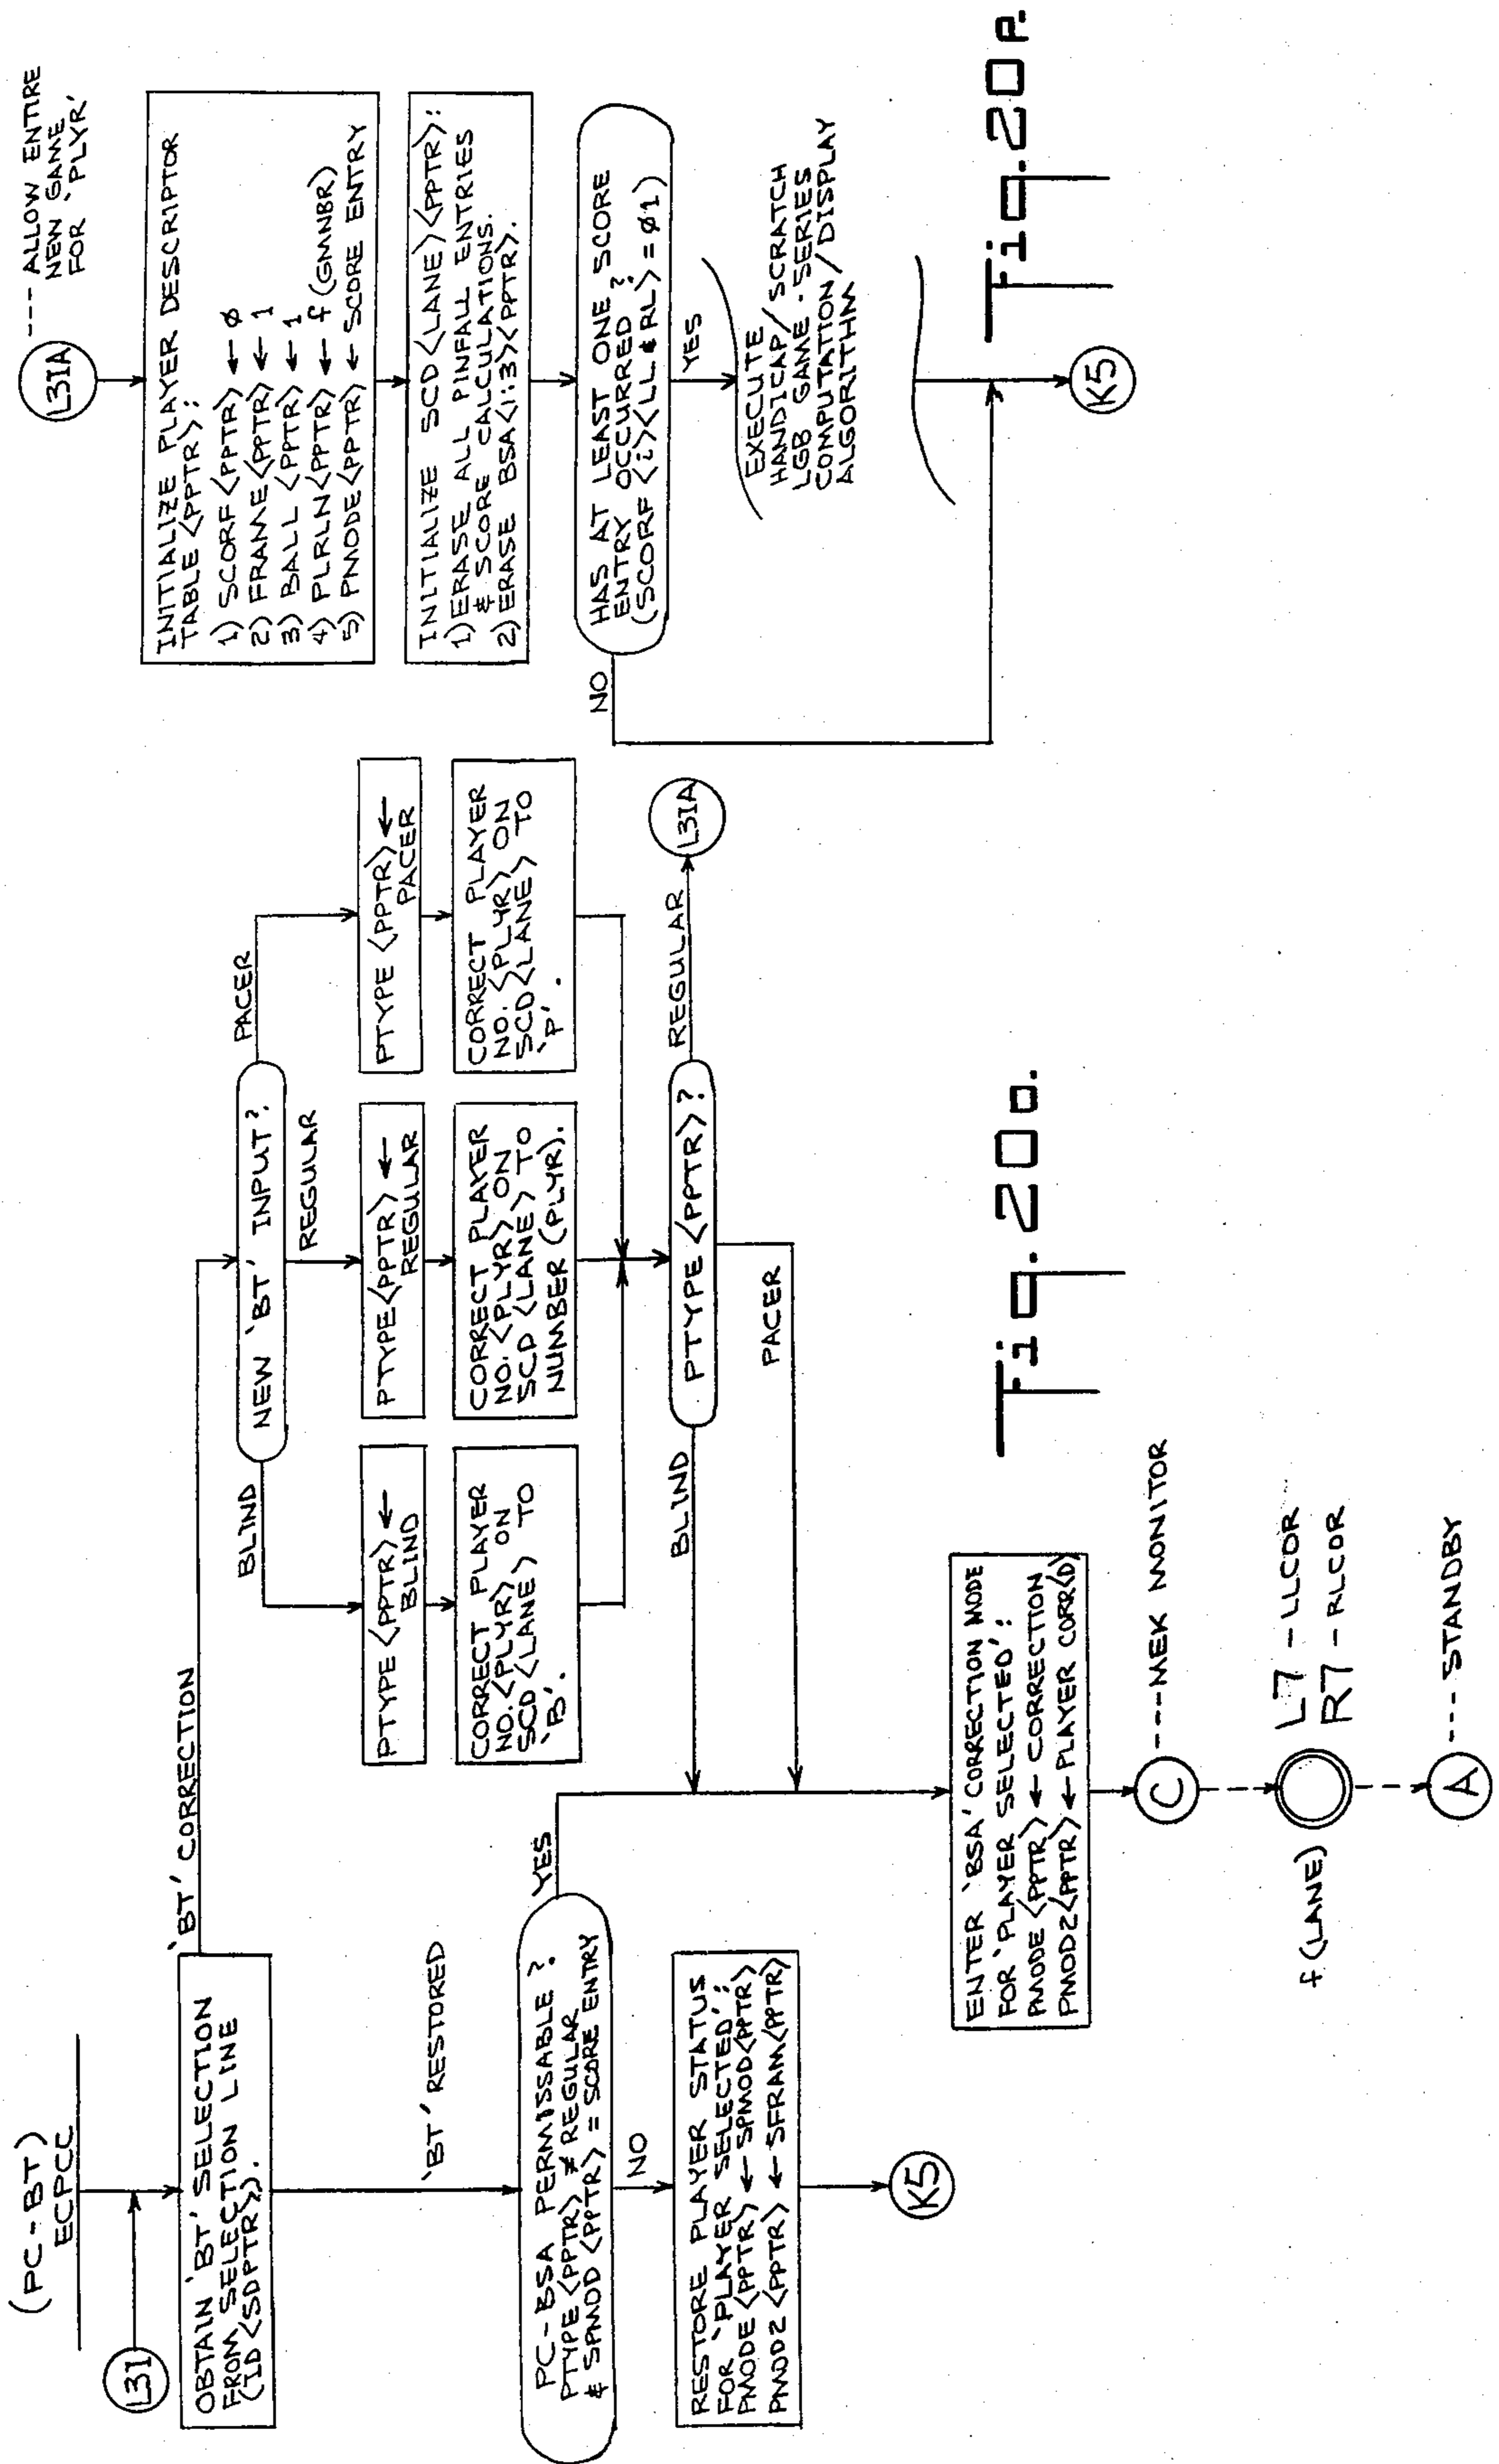 (PC-BT)
ECPCC
L31
OBTAIN 'BT' SELECTION
FROM SELECTION LINE
(ID<SDPTR>).
'BT' CORRECTION
'BT' RESTORED
NEW 'BT' INPUT?
BLIND
REGULAR
PACER
PTYPE <PPTR> ←
BLIND
PTYPE<PPTR> ←
REGULAR
PTYPE <PPTR> ←
PACER
CORRECT PLAYER
NO.<PLYR> ON
SCD<LANE> TO
'B'.
CORRECT PLAYER
NO.<PLYR> ON
SCD <LANE> TO
NUMBER (PLYR).
CORRECT PLAYER
NO.<PLYR> ON
SCD<LANE> TO
'P'.
PTYPE <PPTR>?
BLIND
PACER
REGULAR
L31A
PC-BSA PERMISSABLE?
PTYPE <PPTR> ≠ REGULAR
& SPMOD <PPTR> = SCORE ENTRY
YES
NO
RESTORE PLAYER STATUS
FOR 'PLAYER SELECTED':
PMODE <PPTR> ← SPMOD<PPTR>
PMOD2 <PPTR> ← SFRAM<PPTR>
K5
ENTER 'BSA' CORRECTION MODE
FOR 'PLAYER SELECTED':
PMODE <PPTR> ← CORRECTION
PMOD2<PPTR> ← PLAYER CORR(D)
C ----MEK MONITOR
f(LANE)
L7 - LLCOR
R7 - RLCOR
A ---- STANDBY
Fig.20o.
L31A --- ALLOW ENTIRE
NEW GAME
FOR 'PLYR'
INITIALIZE PLAYER DESCRIPTOR
TABLE <PPTR>:
1) SCORF <PPTR> ← ø
2) FRAME <PPTR> ← 1
3) BALL <PPTR> ← 1
4) PLRLN<PPTR> ← f (GMNBR)
5) PMODE <PPTR> ← SCORE ENTRY
INITIALIZE SCD<LANE><PPTR>:
1) ERASE ALL PINFALL ENTRIES
& SCORE CALCULATIONS.
2) ERASE BSA<1:3><PPTR>.
HAS AT LEAST ONE SCORE
ENTRY OCCURRED?
(SCORF <i><LL & RL> = ø1)
NO
YES
EXECUTE
HANDICAP/SCRATCH
LGB GAME-SERIES
COMPUTATION/DISPLAY
ALGORITHM
K5
Fig.20P.